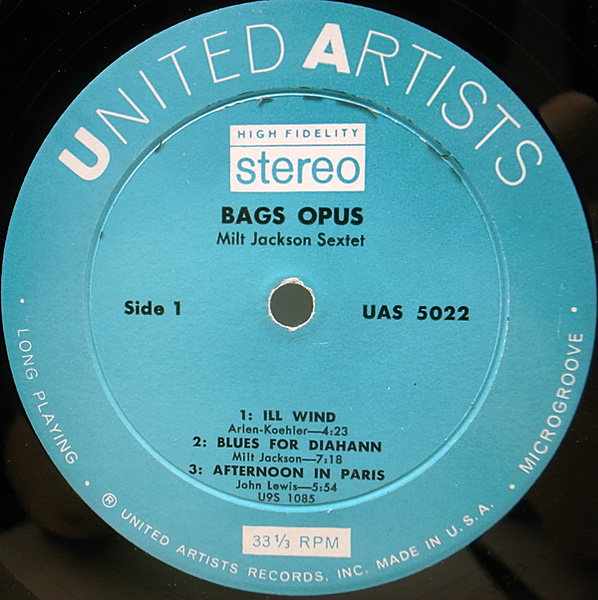 UNITED ARTISTS
HIGH FIDELITY
stereo
BAGS OPUS
Milt Jackson Sextet
Side 1
UAS 5022
1: ILL WIND
Arlen-Koehler—4:23
2: BLUES FOR DIAHANN
Milt Jackson—7:18
3: AFTERNOON IN PARIS
John Lewis—5:54
U9S 1085
33 1/3 RPM
• LONG PLAYING • ® UNITED ARTISTS RECORDS, INC. MADE IN U.S.A. • MICROGROOVE •